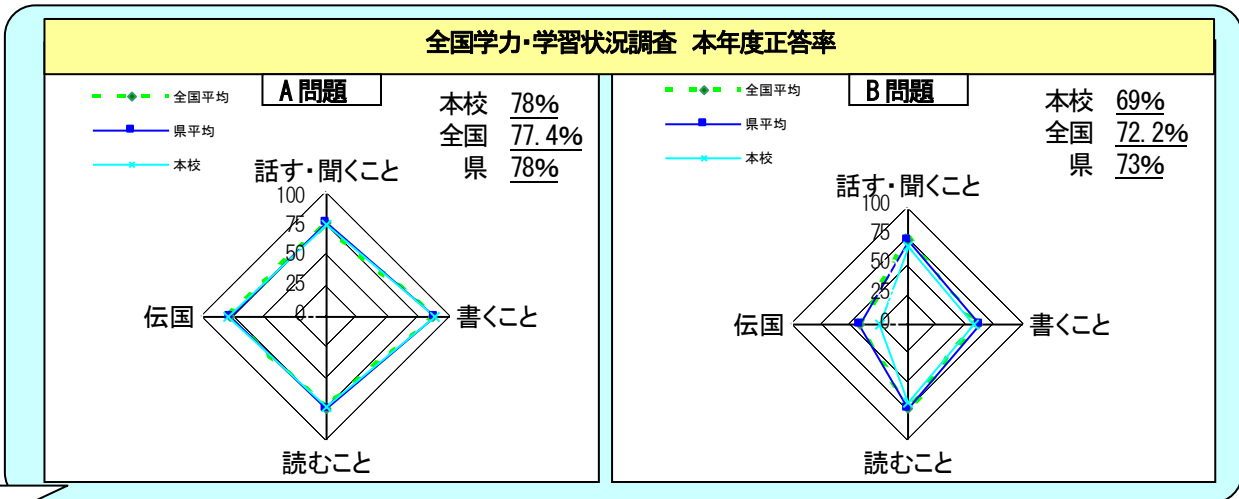 全国学力・学習状況調査 本年度正答率
A問題
全国平均
県平均
本校
本校 78%
全国 77.4%
県 78%
話す・聞くこと
100
75
50
25
0
伝国
書くこと
読むこと
B問題
全国平均
県平均
本校
本校 69%
全国 72.2%
県 73%
話す・聞くこと
100
75
50
25
0
伝国
書くこと
読むこと